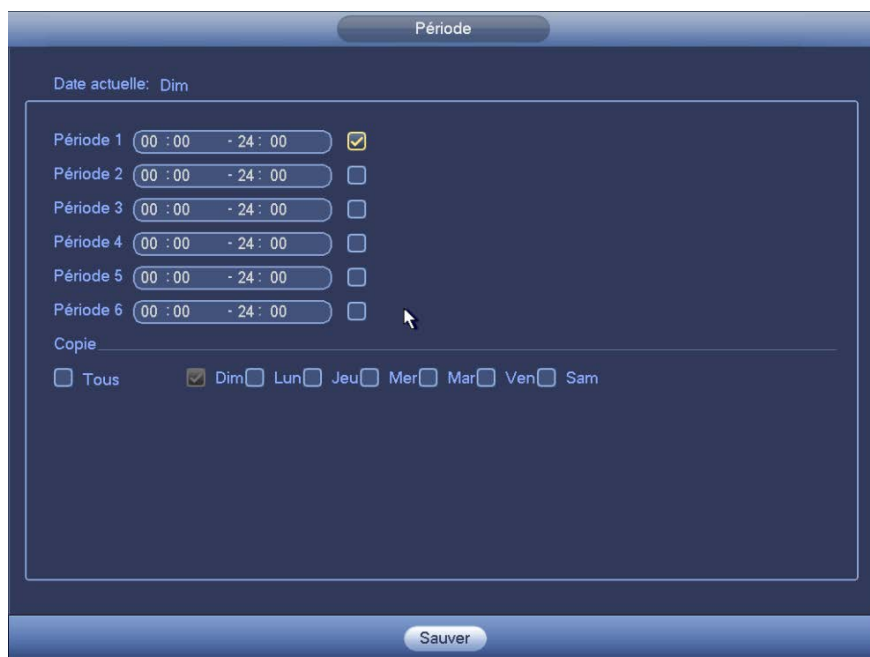 Période
Date actuelle: Dim
Période 1 00 :00 - 24 : 00
Période 2 00 :00 - 24 : 00
Période 3 00 :00 - 24 : 00
Période 4 00 :00 - 24 : 00
Période 5 00 :00 - 24 : 00
Période 6 00 :00 - 24 : 00
Copie
Tous Dim Lun Jeu Mer Mar Ven Sam
Sauver